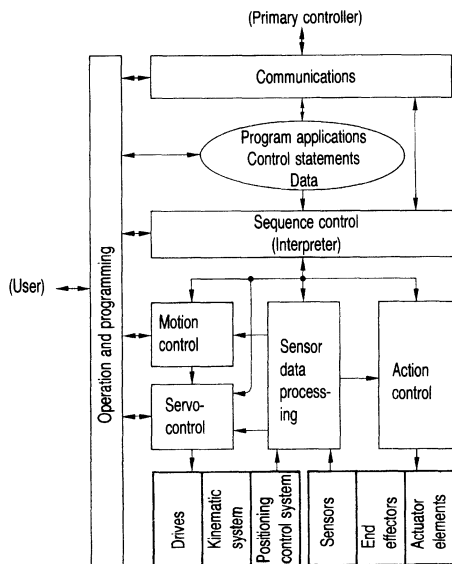 (Primary controller)
Communications
Program applications
Control statements
Data
Sequence control
(Interpreter)
(User)
Operation and programming
Motion
control
Sensor
data
process-
ing
Action
control
Servo-
control
Drives
Kinematic
system
Positioning
control system
Sensors
End
effectors
Actuator
elements